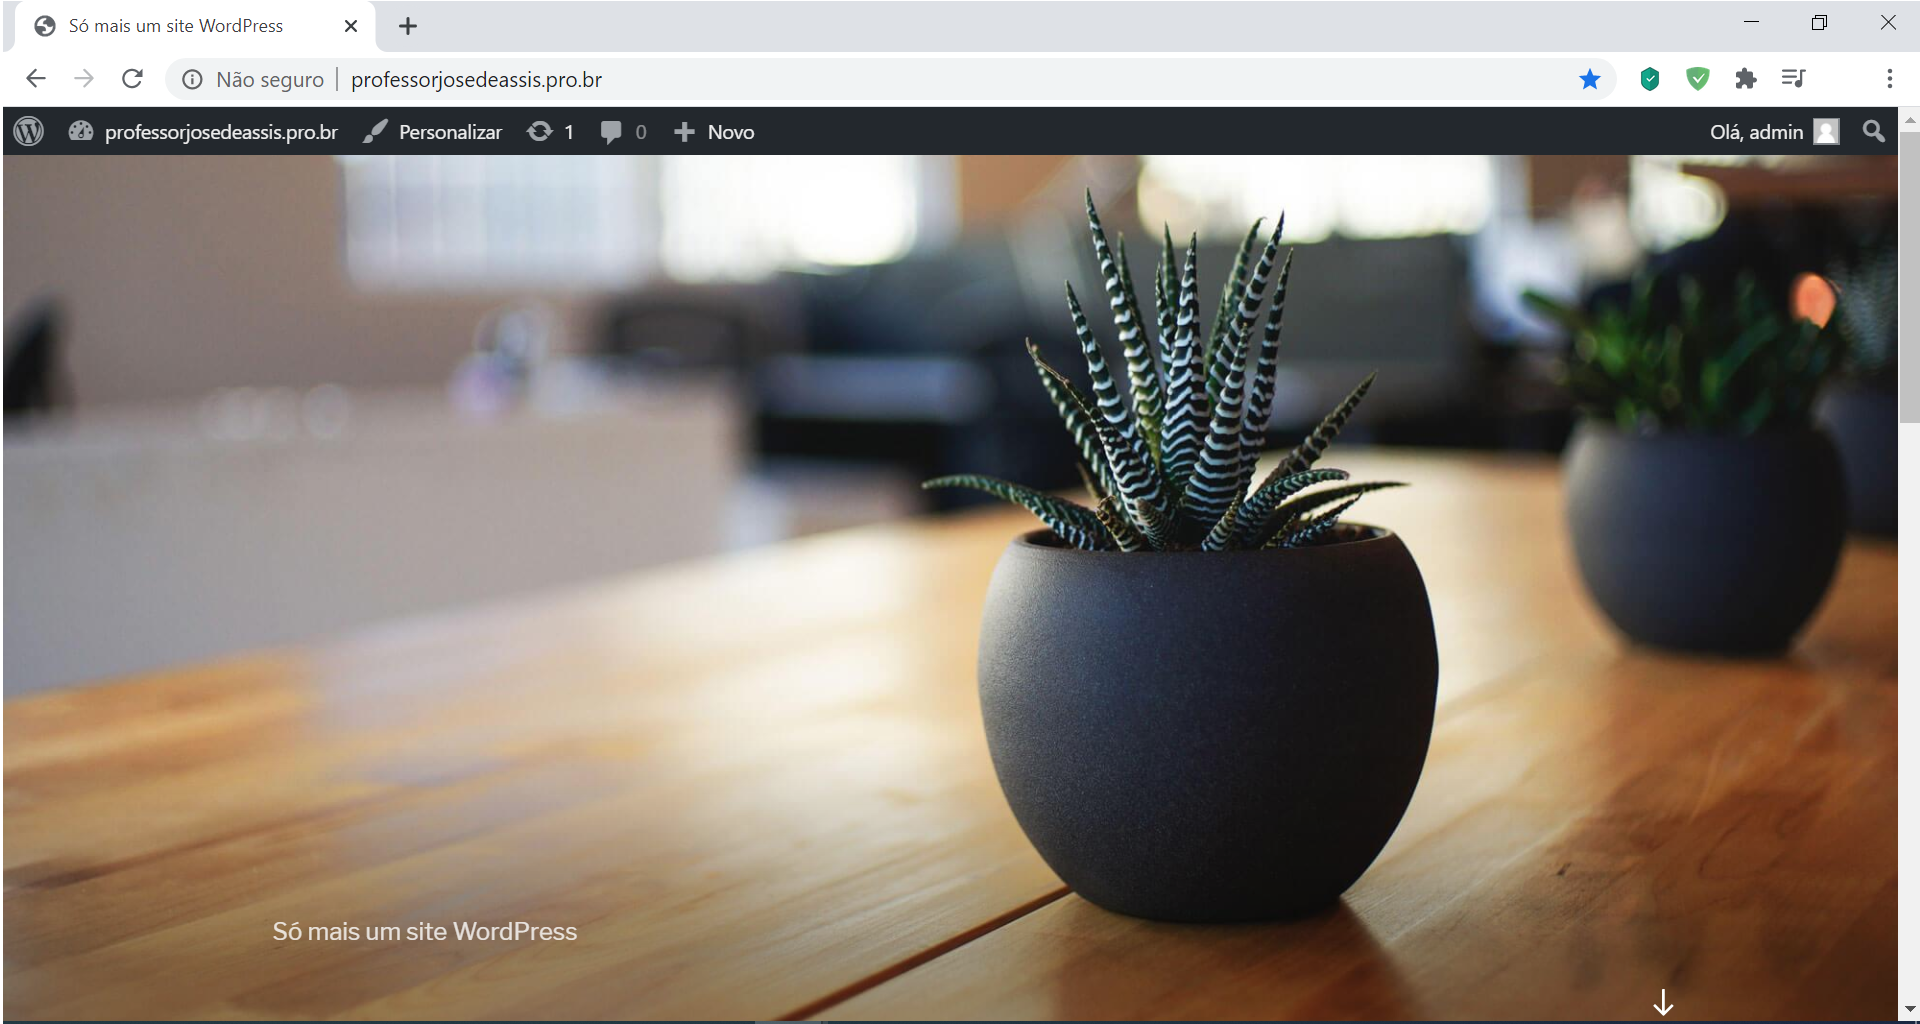 Só mais um site WordPress
Não seguro professorjosedeassis.pro.br
professorjosedeassis.pro.br Personalizar 1 0 Novo Olá, admin
Só mais um site WordPress